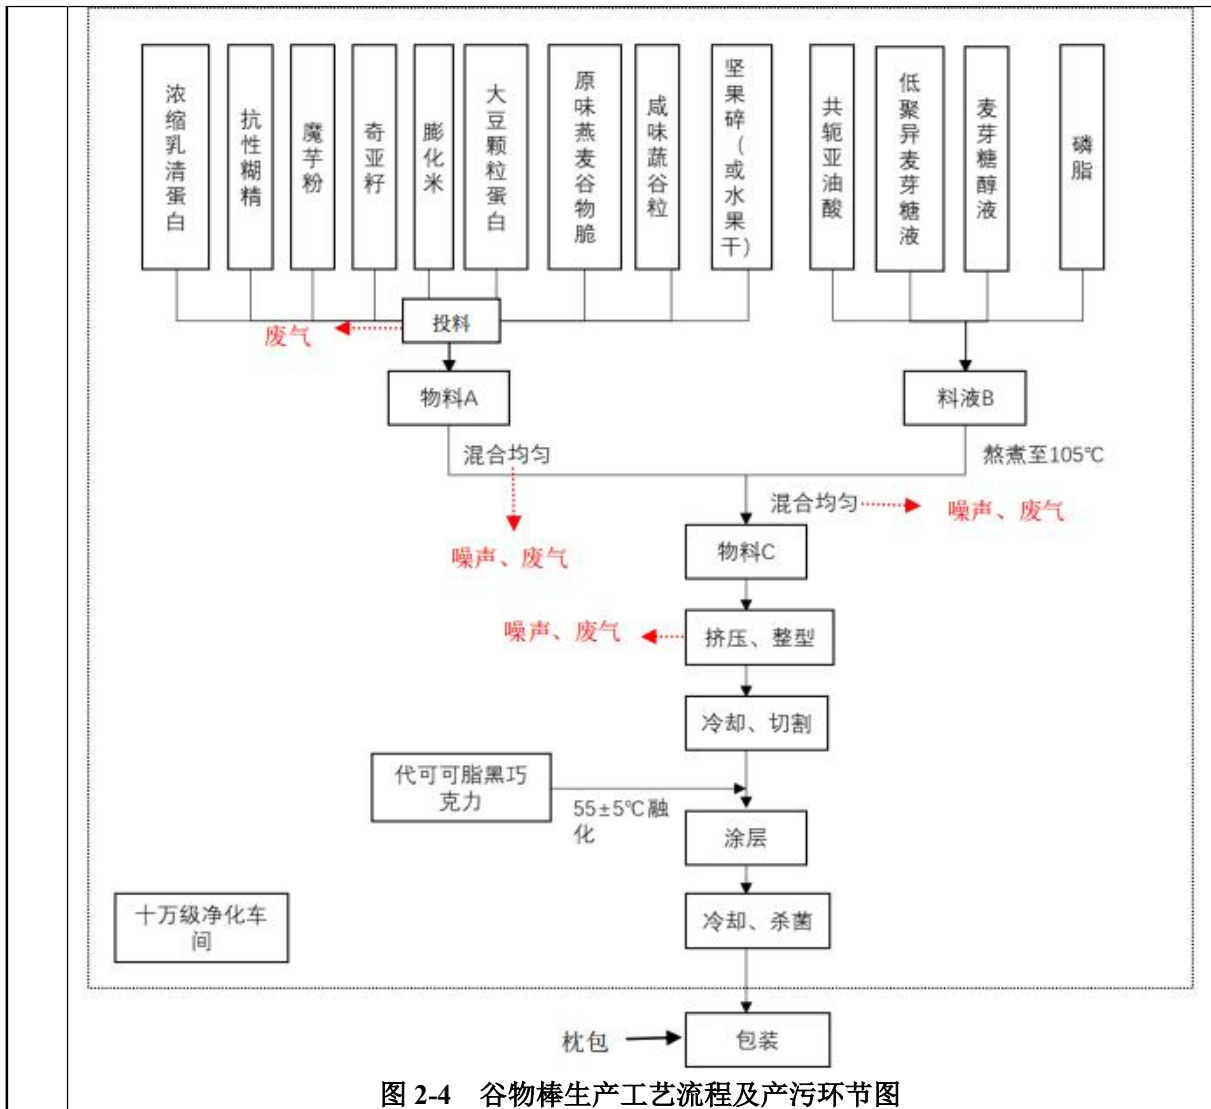 浓缩乳清蛋白
抗性糊精
魔芋粉
奇亚籽
膨化米
大豆颗粒蛋白
原味燕麦谷物脆
咸味蔬谷粒
坚果碎（或水果干）
共轭亚油酸
低聚异麦芽糖液
麦芽糖醇液
磷脂
投料
废气
物料A
料液B
混合均匀
熬煮至105℃
混合均匀
噪声、废气
噪声、废气
物料C
噪声、废气
挤压、整型
冷却、切割
代可可脂黑巧
克力
55±5℃融
化
涂层
冷却、杀菌
十万级净化车
间
枕包
包装
图 2-4 谷物棒生产工艺流程及产污环节图